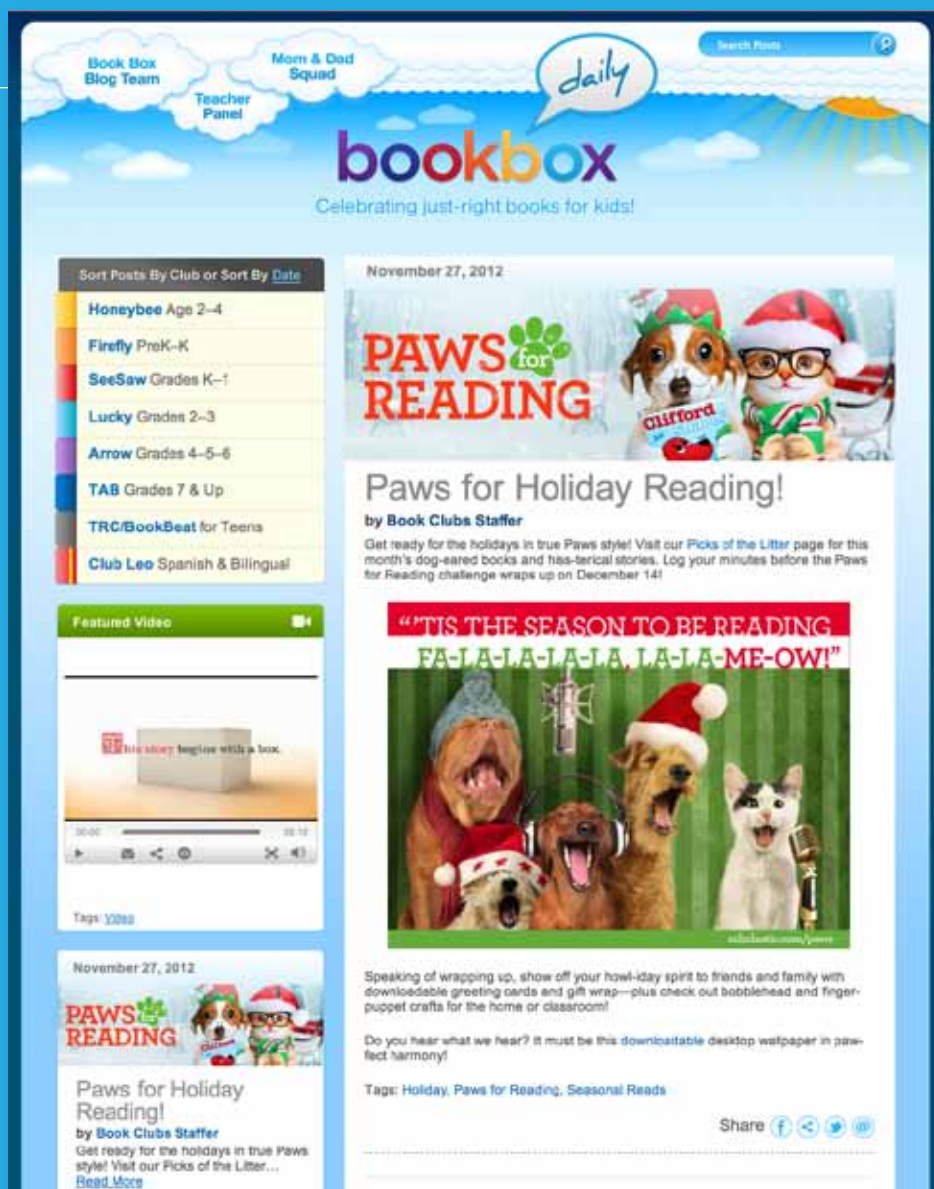 Book Box
Blog Team
Mom & Dad
Squad
Teacher
Panel
daily
Search Posts
bookbox
Celebrating just-right books for kids!
Sort Posts By Club or Sort By Date
Honeybee Age 2–4
Firefly PreK–K
SeeSaw Grades K–1
Lucky Grades 2–3
Arrow Grades 4–5–6
TAB Grades 7 & Up
TRC/BookBeat for Teens
Club Leo Spanish & Bilingual
Featured Video
This story begins with a box.
00:00
00:10
Tags: Video
November 27, 2012
PAWS for
READING
Paws for Holiday
Reading!
by Book Clubs Staffer
Get ready for the holidays in true Paws
style! Visit our Picks of the Litter…
Read More
November 27, 2012
PAWS for
READING
Clifford
Paws for Holiday Reading!
by Book Clubs Staffer
Get ready for the holidays in true Paws style! Visit our Picks of the Litter page for this
month's dog-eared books and hiss-terical stories. Log your minutes before the Paws
for Reading challenge wraps up on December 14!
“’TIS THE SEASON TO BE READING
FA-LA-LA-LA-LA, LA-LA-ME-OW!”
scholastic.com/paws
Speaking of wrapping up, show off your howl-iday spirit to friends and family with
downloadable greeting cards and gift wrap—plus check out bobblehead and finger-
puppet crafts for the home or classroom!
Do you hear what we hear? It must be this downloadable desktop wallpaper in paw-
fect harmony!
Tags: Holiday, Paws for Reading, Seasonal Reads
Share